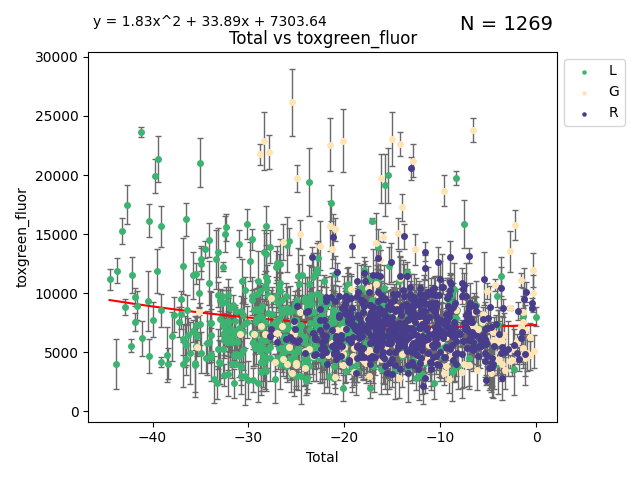 y = 1.83x^2 + 33.89x + 7303.64
N = 1269
Total vs toxgreen_fluor
30000
25000
20000
15000
10000
5000
0
toxgreen_fluor
−40
−30
−20
−10
0
Total
L
G
R